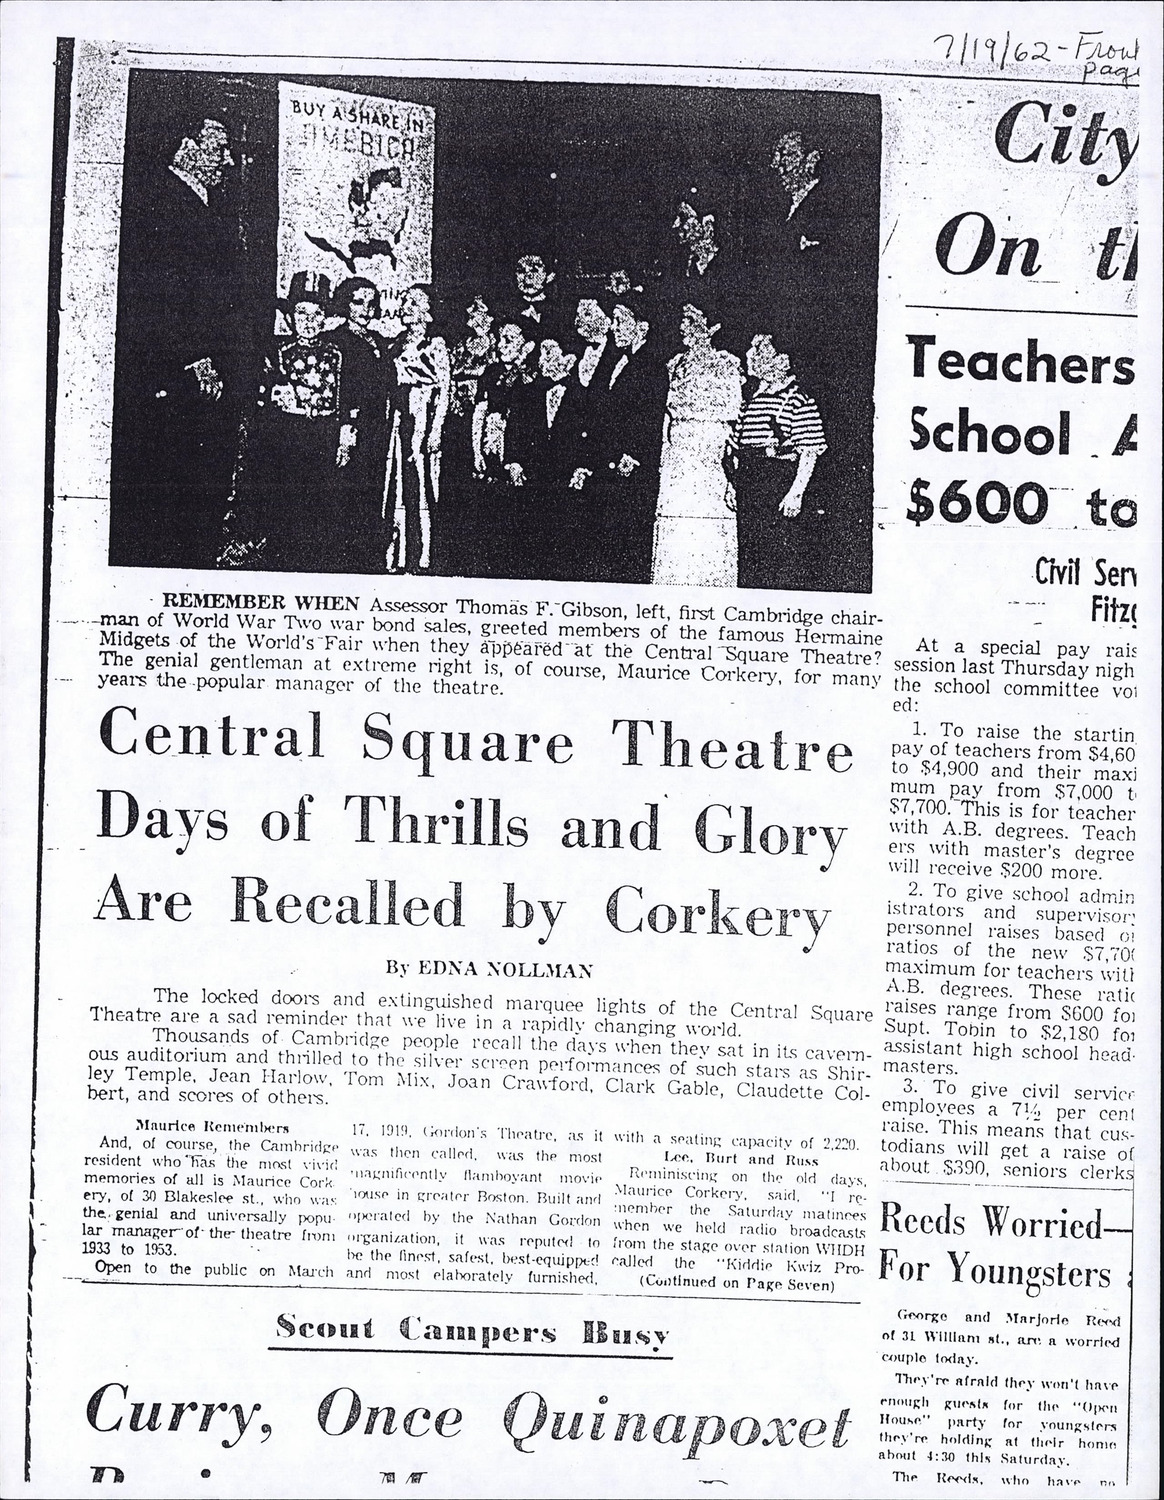 7/19/62 - Front
page
BUY A SHARE IN
AMERICA
REMEMBER WHEN Assessor Thomas F. Gibson, left, first Cambridge chair-
man of World War Two war bond sales, greeted members of the famous Hermaine
Midgets of the World's Fair when they appeared at the Central Square Theatre?
The genial gentleman at extreme right is, of course, Maurice Corkery, for many
years the popular manager of the theatre.
Central Square Theatre
Days of Thrills and Glory
Are Recalled by Corkery
By EDNA NOLLMAN
The locked doors and extinguished marquee lights of the Central Square
Theatre are a sad reminder that we live in a rapidly changing world.
Thousands of Cambridge people recall the days when they sat in its cavern-
ous auditorium and thrilled to the silver screen performances of such stars as Shir-
ley Temple, Jean Harlow, Tom Mix, Joan Crawford, Clark Gable, Claudette Col-
bert, and scores of others.
Maurice Remembers
And, of course, the Cambridge
resident who has the most vivid
memories of all is Maurice Cork
ery, of 30 Blakeslee st., who was
the genial and universally popu-
lar manager of the theatre from
1933 to 1953.
Open to the public on March
17, 1919, Gordon's Theatre, as it
was then called, was the most
magnificently flamboyant movie
house in greater Boston. Built and
operated by the Nathan Gordon
organization, it was reputed to
be the finest, safest, best-equipped
and most elaborately furnished,
with a seating capacity of 2,220.
Lee, Burt and Russ
Reminiscing on the old days,
Maurice Corkery, said, "I re-
member the Saturday matinees
when we held radio broadcasts
from the stage over station WHDH
called the "Kiddie Kwiz Pro-
(Continued on Page Seven)
Scout Campers Busy
Curry, Once Quinapoxet
City
On t
Teachers
School A
$600 to
Civil Serv
Fitzg
At a special pay rais
session last Thursday nigh
the school committee vot
ed:
1. To raise the startin
pay of teachers from $4,60
to $4,900 and their maxi
mum pay from $7,000 t
$7,700. This is for teacher
with A.B. degrees. Teach
ers with master's degree
will receive $200 more.
2. To give school admin
istrators and supervisory
personnel raises based o
ratios of the new $7,700
maximum for teachers with
A.B. degrees. These ratio
raises range from $600 for
Supt. Tobin to $2,180 for
assistant high school head-
masters.
3. To give civil service
employees a 7½ per cent
raise. This means that cus-
todians will get a raise of
about $390, seniors clerks
Reeds Worried—
For Youngsters
George and Marjorie Reed
of 31 William st., are a worried
couple today.
They're afraid they won't have
enough guests for the "Open
House" party for youngsters
they're holding at their home
about 4:30 this Saturday.
The Reeds, who have no